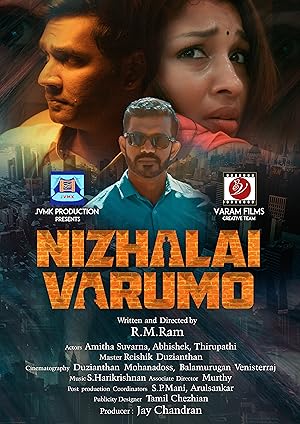 JVMK
JVMK PRODUCTION
PRESENTS
VARAM FILMS
CREATIVE TEAM
NIZHALAI
VARUMO
Written and Directed by
R.M.Ram
Actors Amitha Suvarna, Abhishek, Thirupathi
Master Reishik Duzianthan
Cinematography Duzianthan Mohanadoss, Balamurugan Venisterraj
Music S.Harikrishnan Associate Director Murthy
Post production Coordinators S.P.Mani, Arulsankar
Publicity Designer Tamil Chezhian
Producer : Jay Chandran